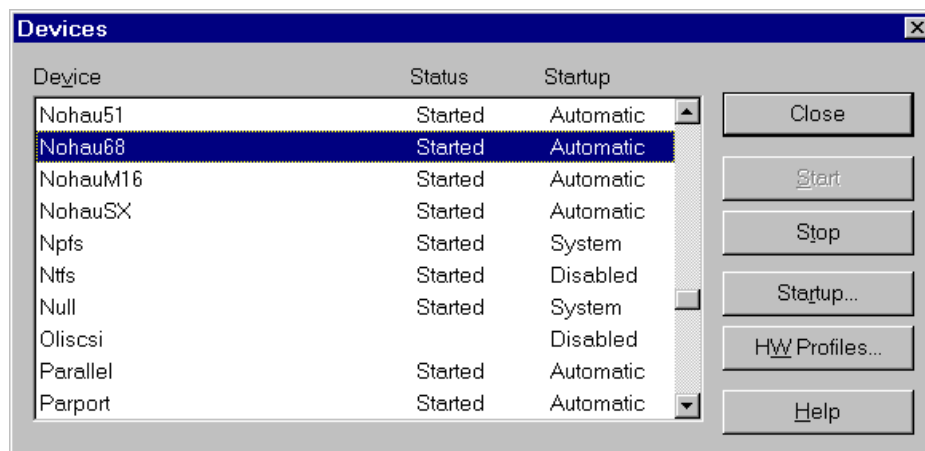 Devices
Device Status Startup
Nohau51 Started Automatic
Nohau68 Started Automatic
NohauM16 Started Automatic
NohauSX Started Automatic
Npfs Started System
Ntfs Started Disabled
Null Started System
Oliscsi Disabled
Parallel Started Automatic
Parport Started Automatic
Close
Start
Stop
Startup...
HW Profiles...
Help